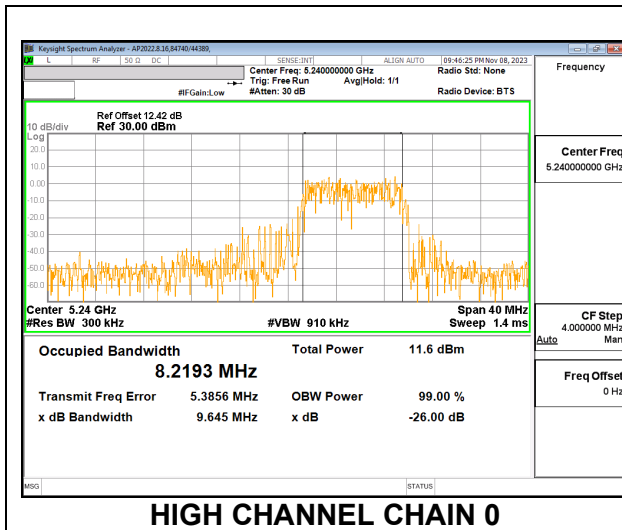 Keysight Spectrum Analyzer - AP2022.8.16,84740/44389,
L RF 50 Ω DC SENSE:INT ALIGN AUTO 09:46:25 PM Nov 08, 2023
Center Freq: 5.240000000 GHz Radio Std: None
Trig: Free Run Avg|Hold: 1/1
#IFGain:Low #Atten: 30 dB Radio Device: BTS
Frequency
Ref Offset 12.42 dB
10 dB/div Ref 30.00 dBm
Log
20.0
10.0
0.00
-10.0
-20.0
-30.0
-40.0
-50.0
-60.0
Center Freq
5.240000000 GHz
Center 5.24 GHz Span 40 MHz
#Res BW 300 kHz #VBW 910 kHz Sweep 1.4 ms
CF Step
4.000000 MHz
Auto Man
Occupied Bandwidth Total Power 11.6 dBm
8.2193 MHz
Transmit Freq Error 5.3856 MHz OBW Power 99.00 %
x dB Bandwidth 9.645 MHz x dB -26.00 dB
Freq Offset
0 Hz
MSG STATUS
HIGH CHANNEL CHAIN 0